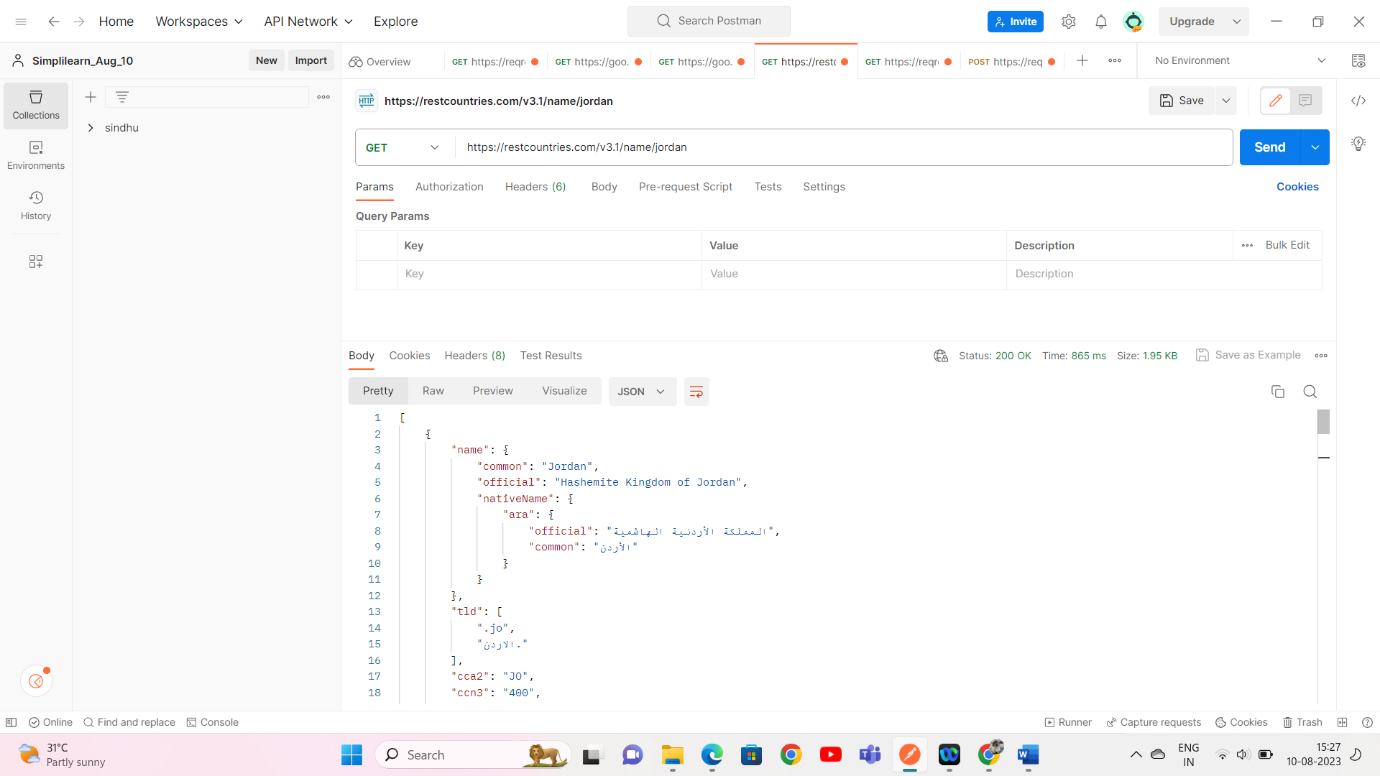 Home Workspaces API Network Explore Search Postman Invite Upgrade
Simplilearn_Aug_10 New Import Overview GET https://reqr GET https://goo. GET https://goo. GET https://restc GET https://reqr POST https://req No Environment
Collections
Environments
History
sindhu
HTTP https://restcountries.com/v3.1/name/jordan Save
GET https://restcountries.com/v3.1/name/jordan Send
Params Authorization Headers (6) Body Pre-request Script Tests Settings Cookies
Query Params
Key Value Description Bulk Edit
Key Value Description
Body Cookies Headers (8) Test Results Status: 200 OK Time: 865 ms Size: 1.95 KB Save as Example
Pretty Raw Preview Visualize JSON
1 [
2 {
3 "name": {
4 "common": "Jordan",
5 "official": "Hashemite Kingdom of Jordan",
6 "nativeName": {
7 "ara": {
8 "official": "المملكة الأردنية الهاشمية",
9 "common": "الأردن"
10 }
11 }
12 },
13 "tld": [
14 ".jo",
15 "الاردن."
16 ],
17 "cca2": "JO",
18 "ccn3": "400",
Online Find and replace Console Runner Capture requests Cookies Trash
31°C
Partly sunny
Search
ENG
IN
15:27
10-08-2023